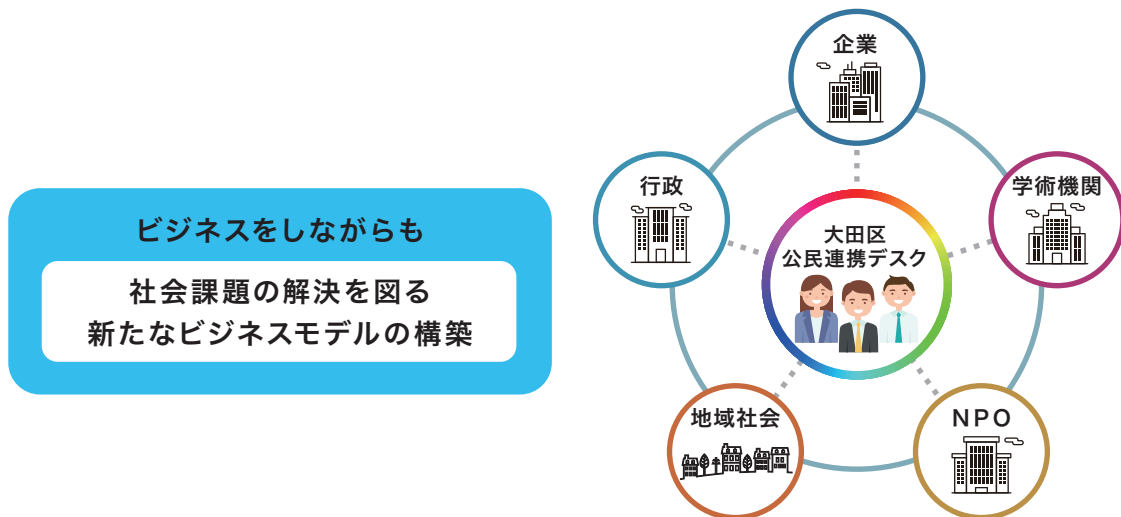 ビジネスをしながらも
社会課題の解決を図る
新たなビジネスモデルの構築
企業
行政
学術機関
大田区
公民連携デスク
地域社会
NPO